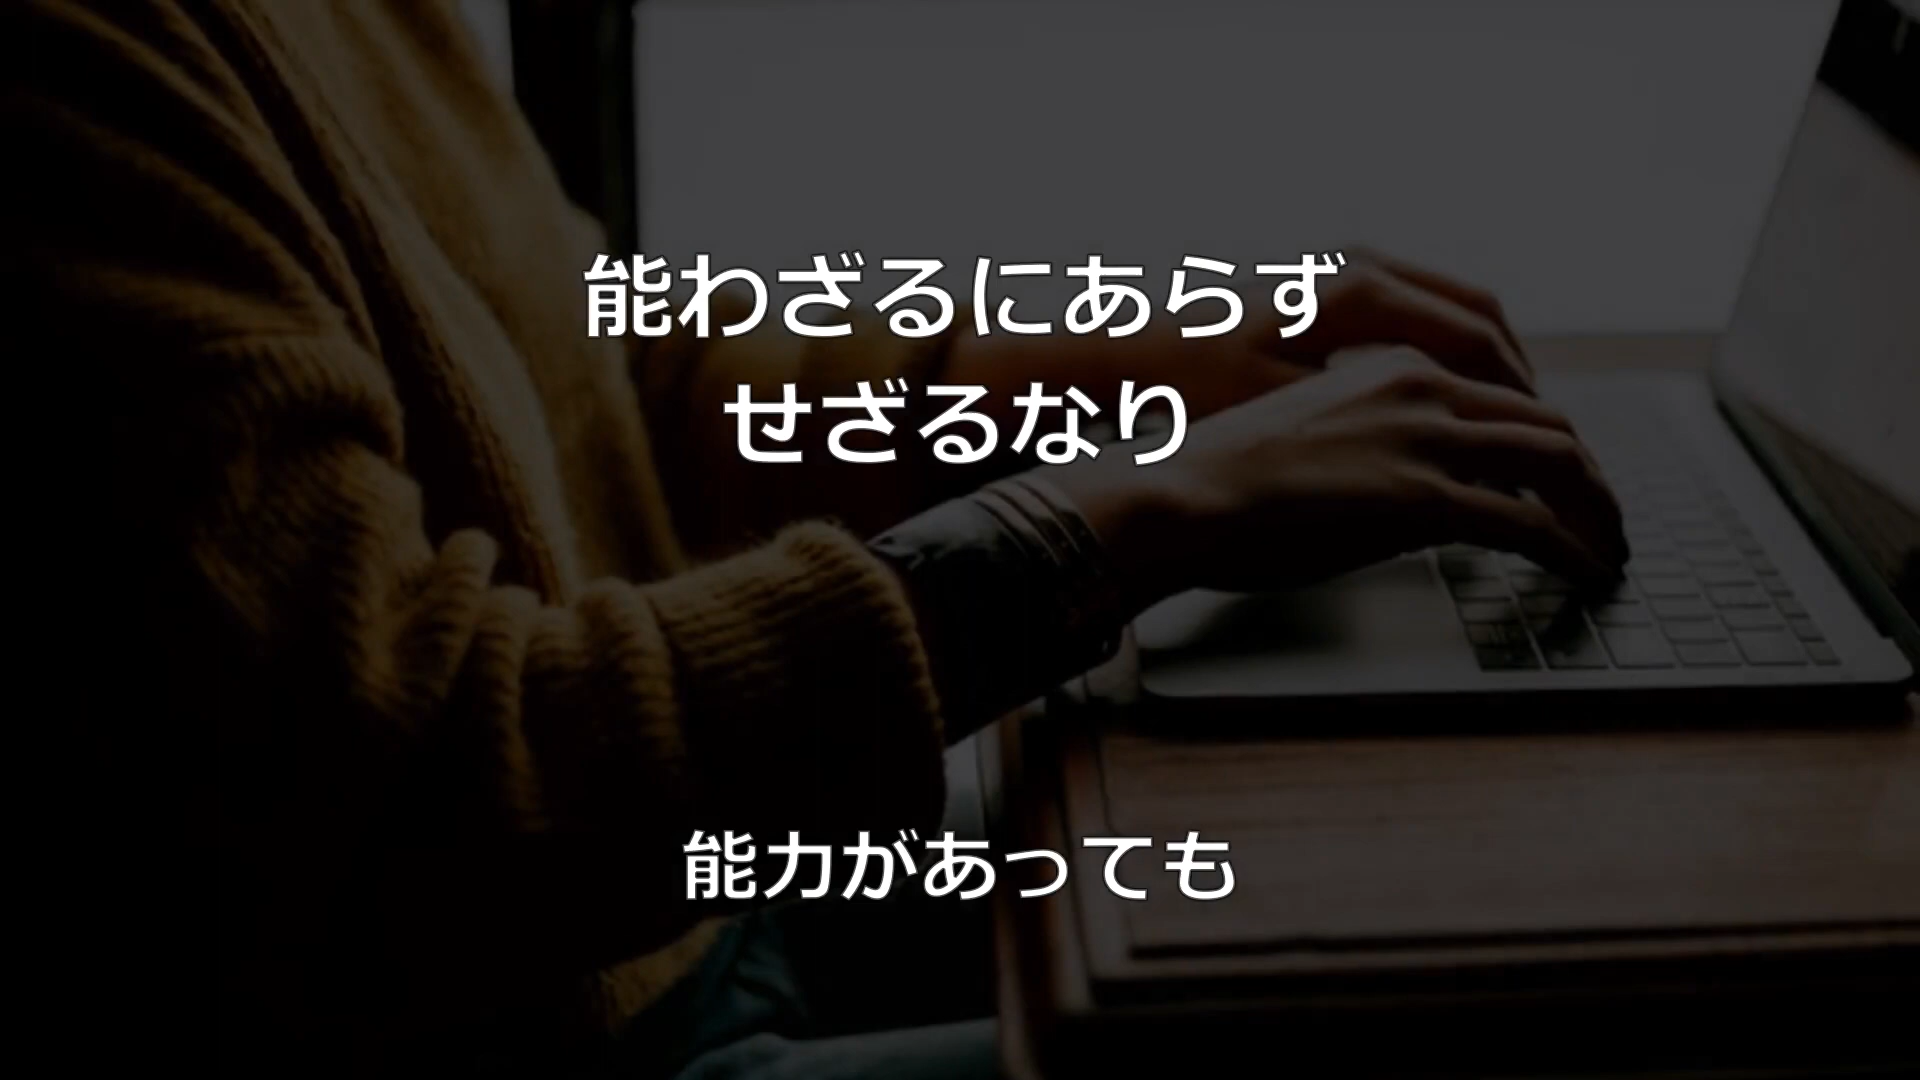 能わざるにあらず
せざるなり
能力があっても